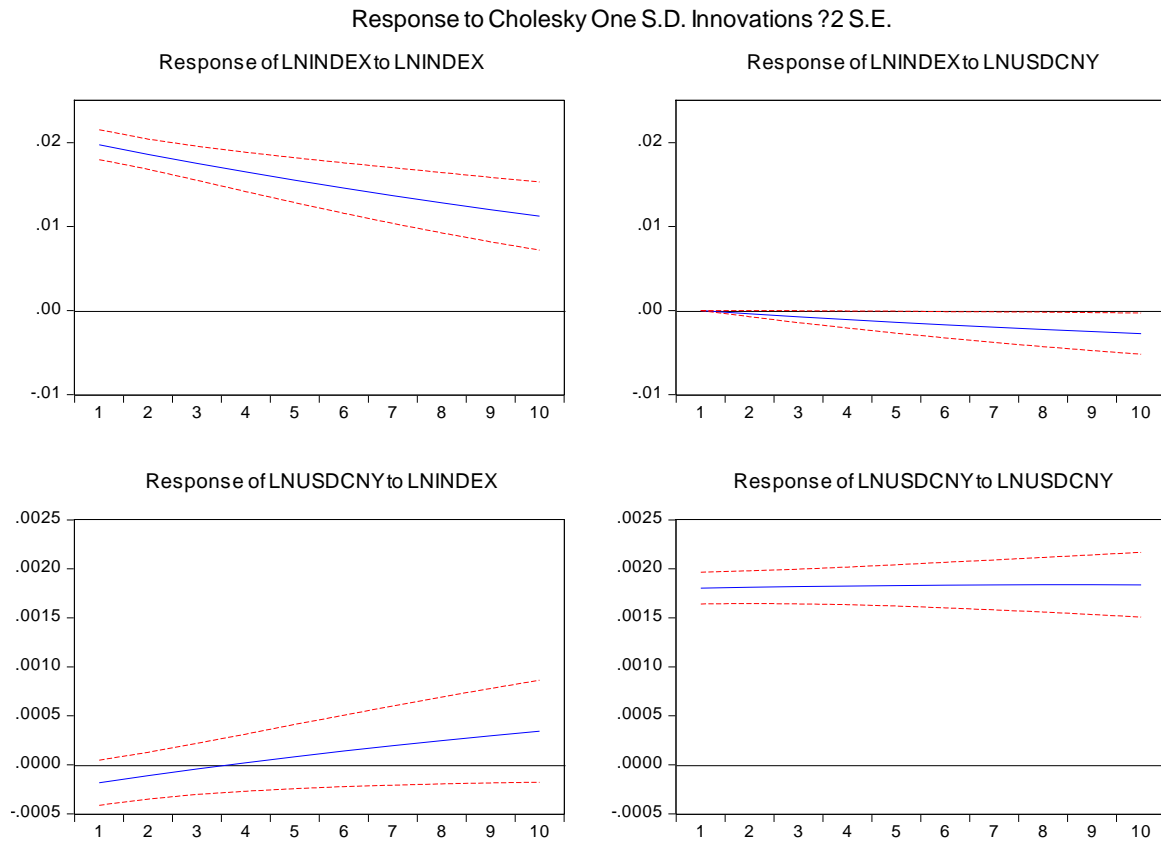 Response to Cholesky One S.D. Innovations ?2 S.E.
Response of LNINDEX to LNINDEX
.02
.01
.00
-.01
1 2 3 4 5 6 7 8 9 10
Response of LNINDEX to LNUSDCNY
.02
.01
.00
-.01
1 2 3 4 5 6 7 8 9 10
Response of LNUSDCNY to LNINDEX
.0025
.0020
.0015
.0010
.0005
.0000
-.0005
1 2 3 4 5 6 7 8 9 10
Response of LNUSDCNY to LNUSDCNY
.0025
.0020
.0015
.0010
.0005
.0000
-.0005
1 2 3 4 5 6 7 8 9 10